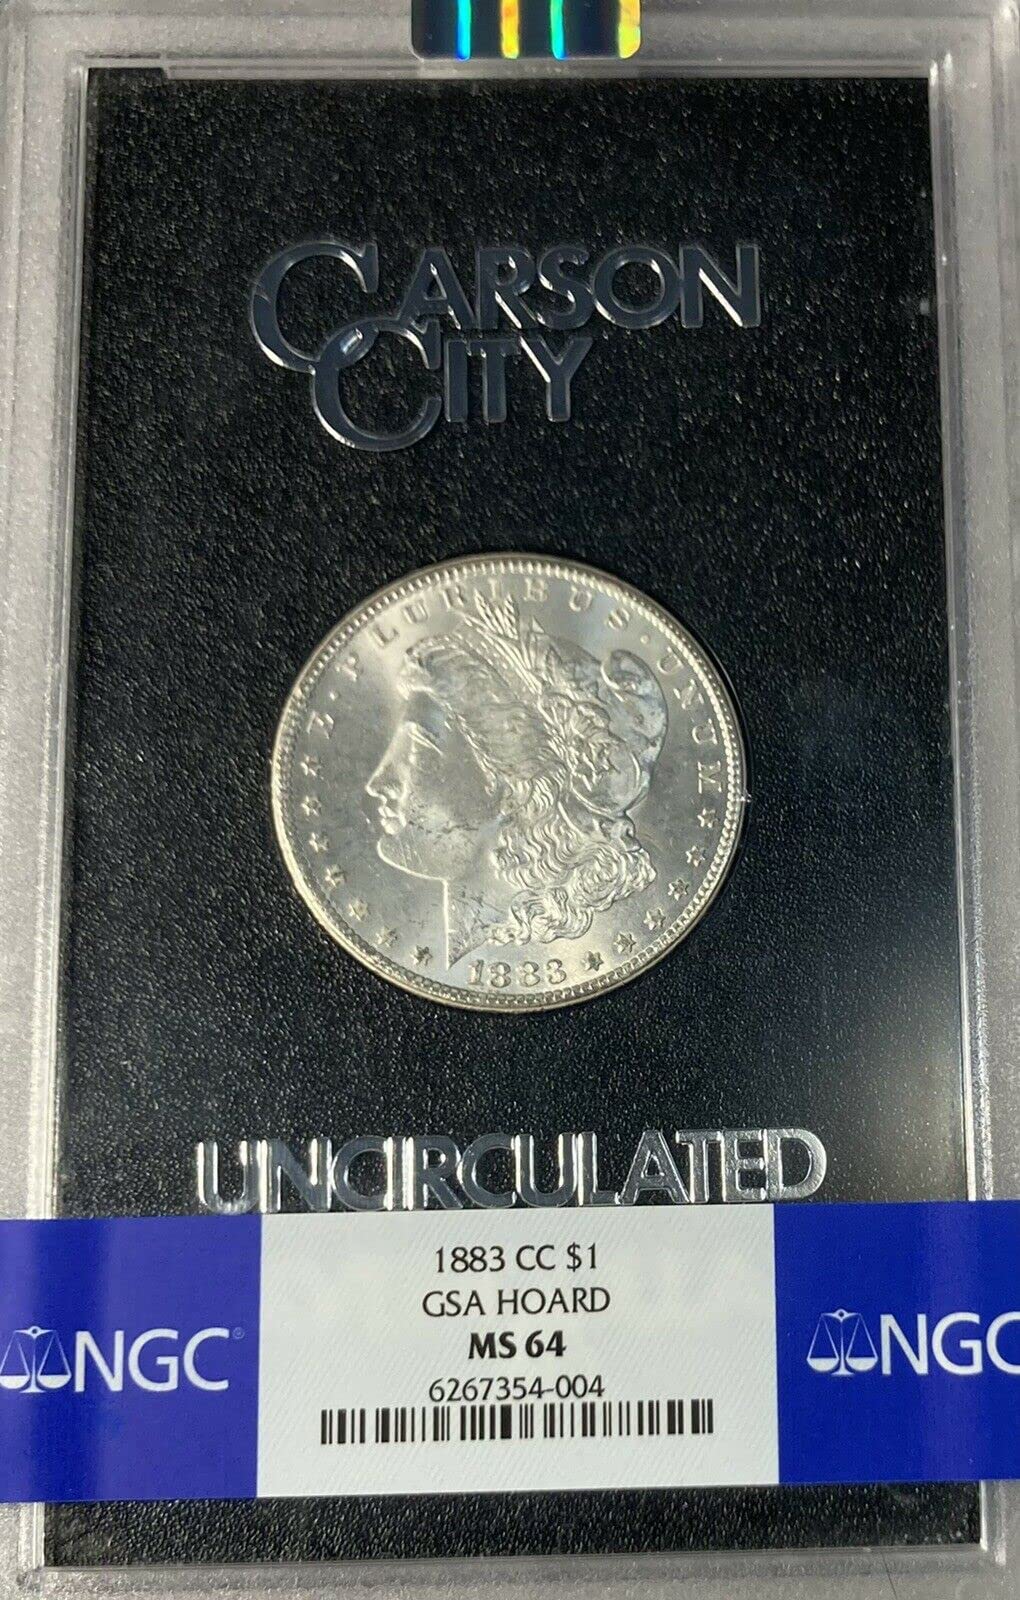 CARSON
CITY
E·PLURIBUS·UNUM
1883
UNCIRCULATED
1883 CC $1
GSA HOARD
MS 64
6267354-004
NGC®
NGC